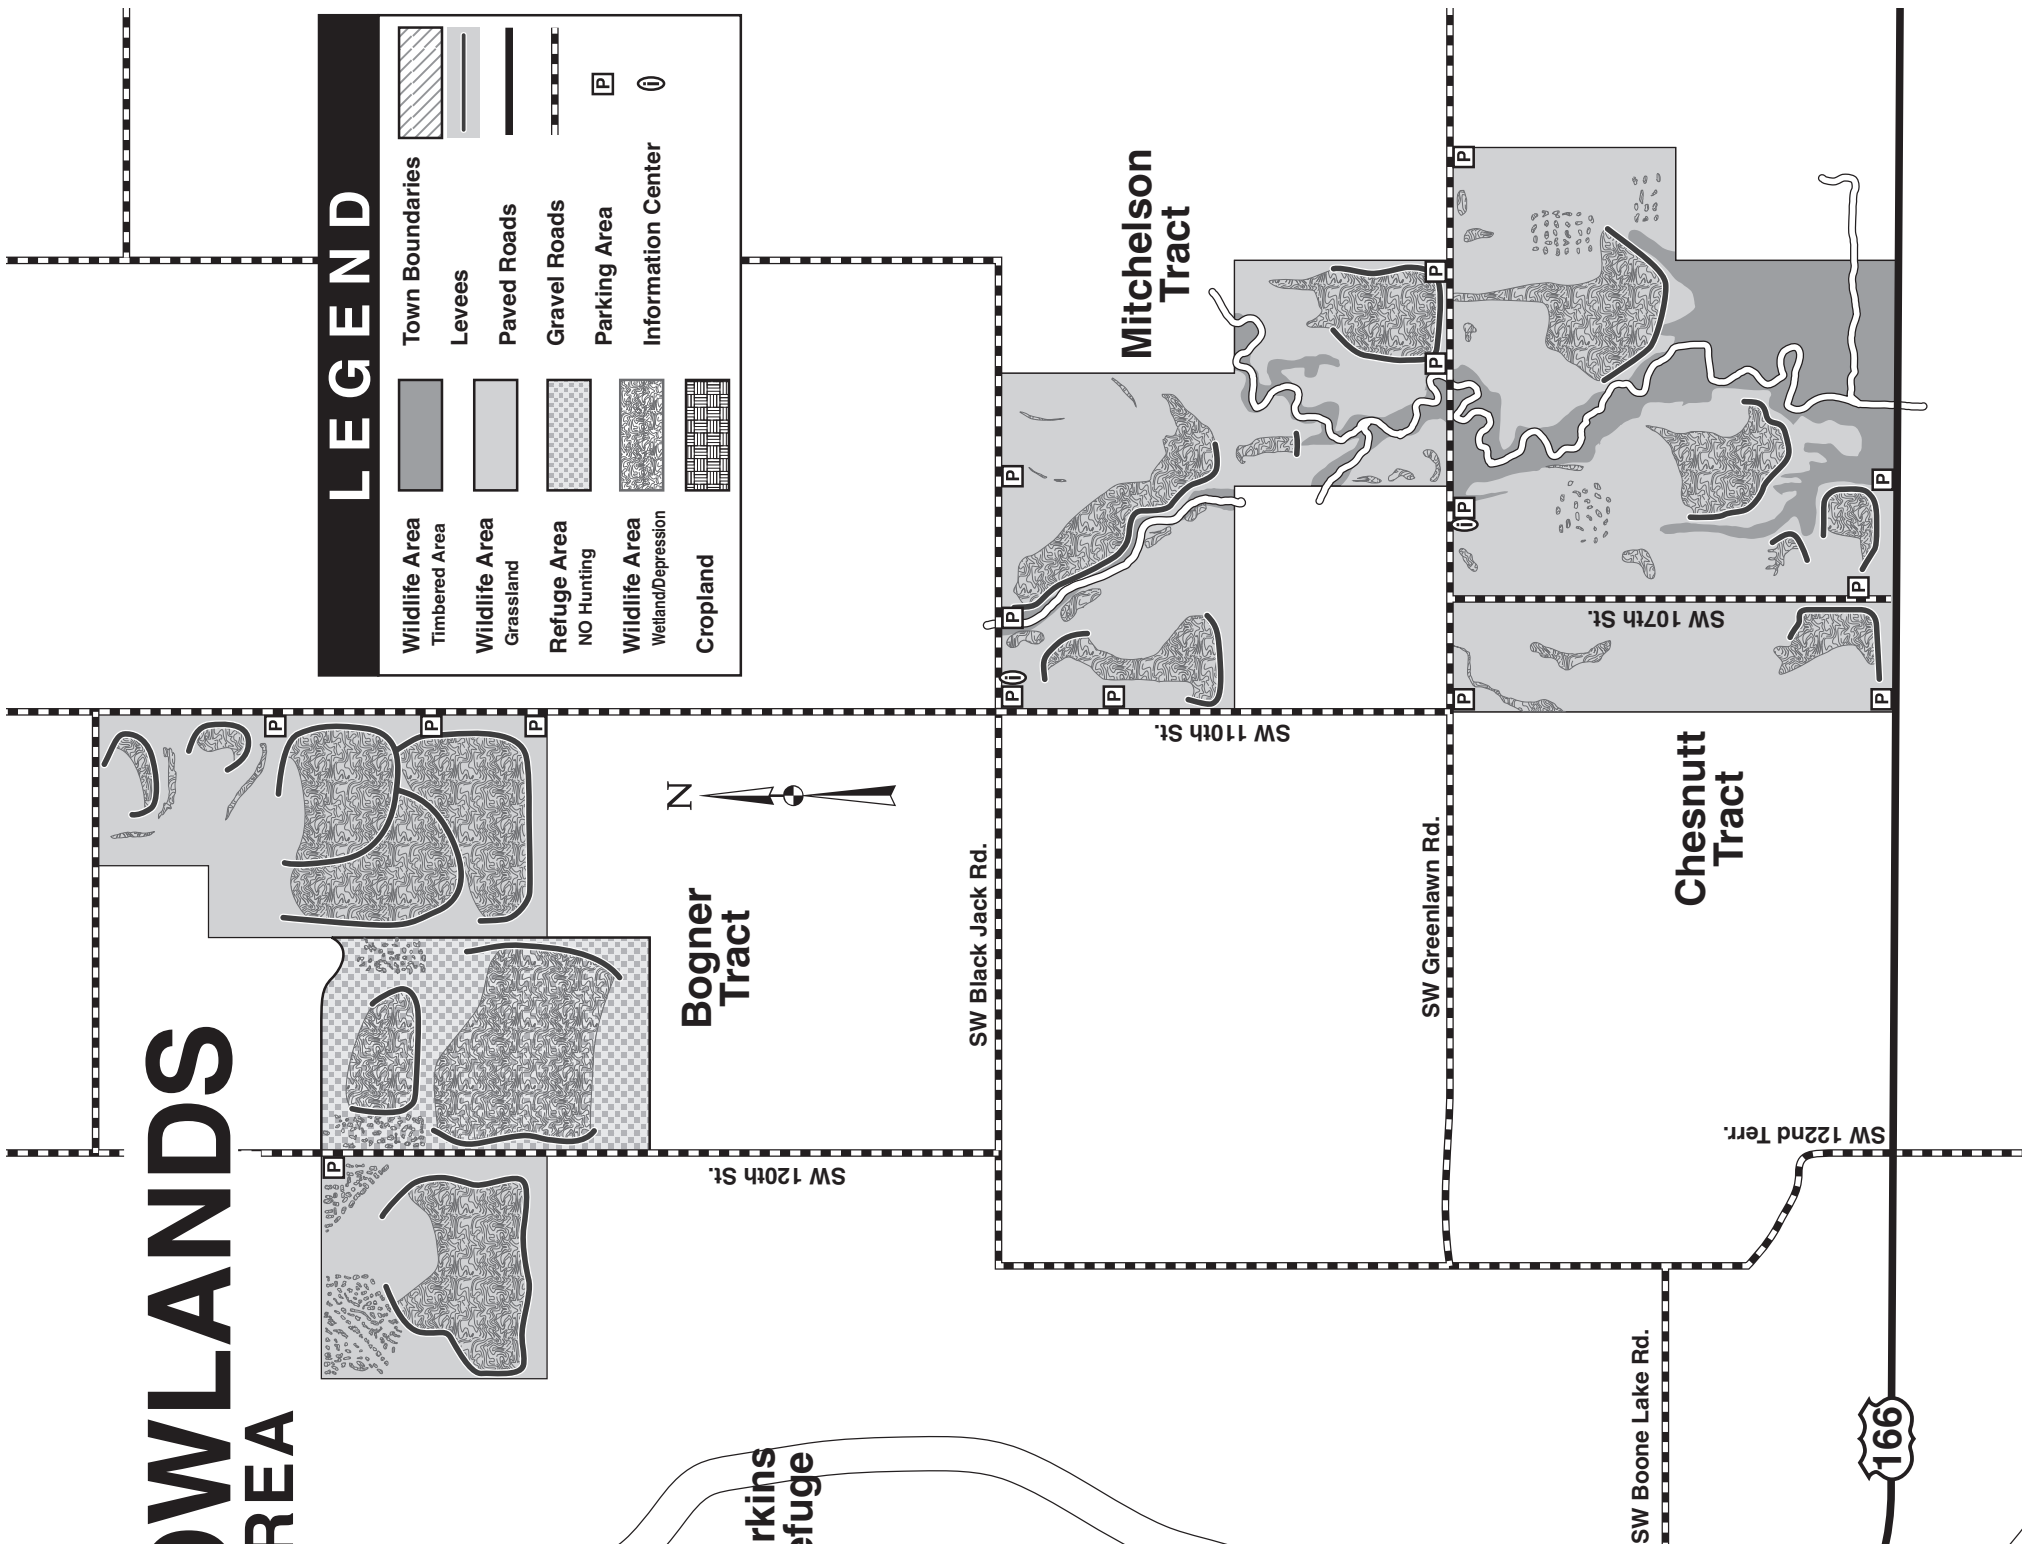 OWLANDS
REA
LEGEND
Wildlife Area
Timbered Area
Wildlife Area
Grassland
Refuge Area
NO Hunting
Wildlife Area
Wetland/Depression
Cropland
Town Boundaries
Levees
Paved Roads
Gravel Roads
Parking Area
P
Information Center
i
P
P
P
P
Bogner
Tract
N
SW 120th St.
rkins
efuge
SW Black Jack Rd.
P
P
P
i
P
Mitchelson
Tract
P
P
SW 110th St.
SW Greenlawn Rd.
P
P
i
P
SW 107th St.
P
P
P
Chesnutt
Tract
SW 122nd Terr.
SW Boone Lake Rd.
166